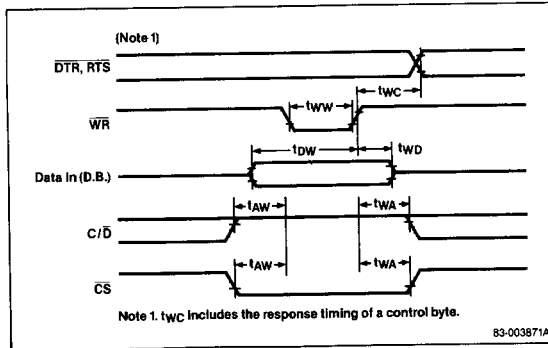 (Note 1)
DTR, RTS
tWC
tWW
WR
tDW
tWD
Data In (D.B.)
tAW
tWA
C/D
tAW
tWA
CS
Note 1. tWC includes the response timing of a control byte.
83-003871A